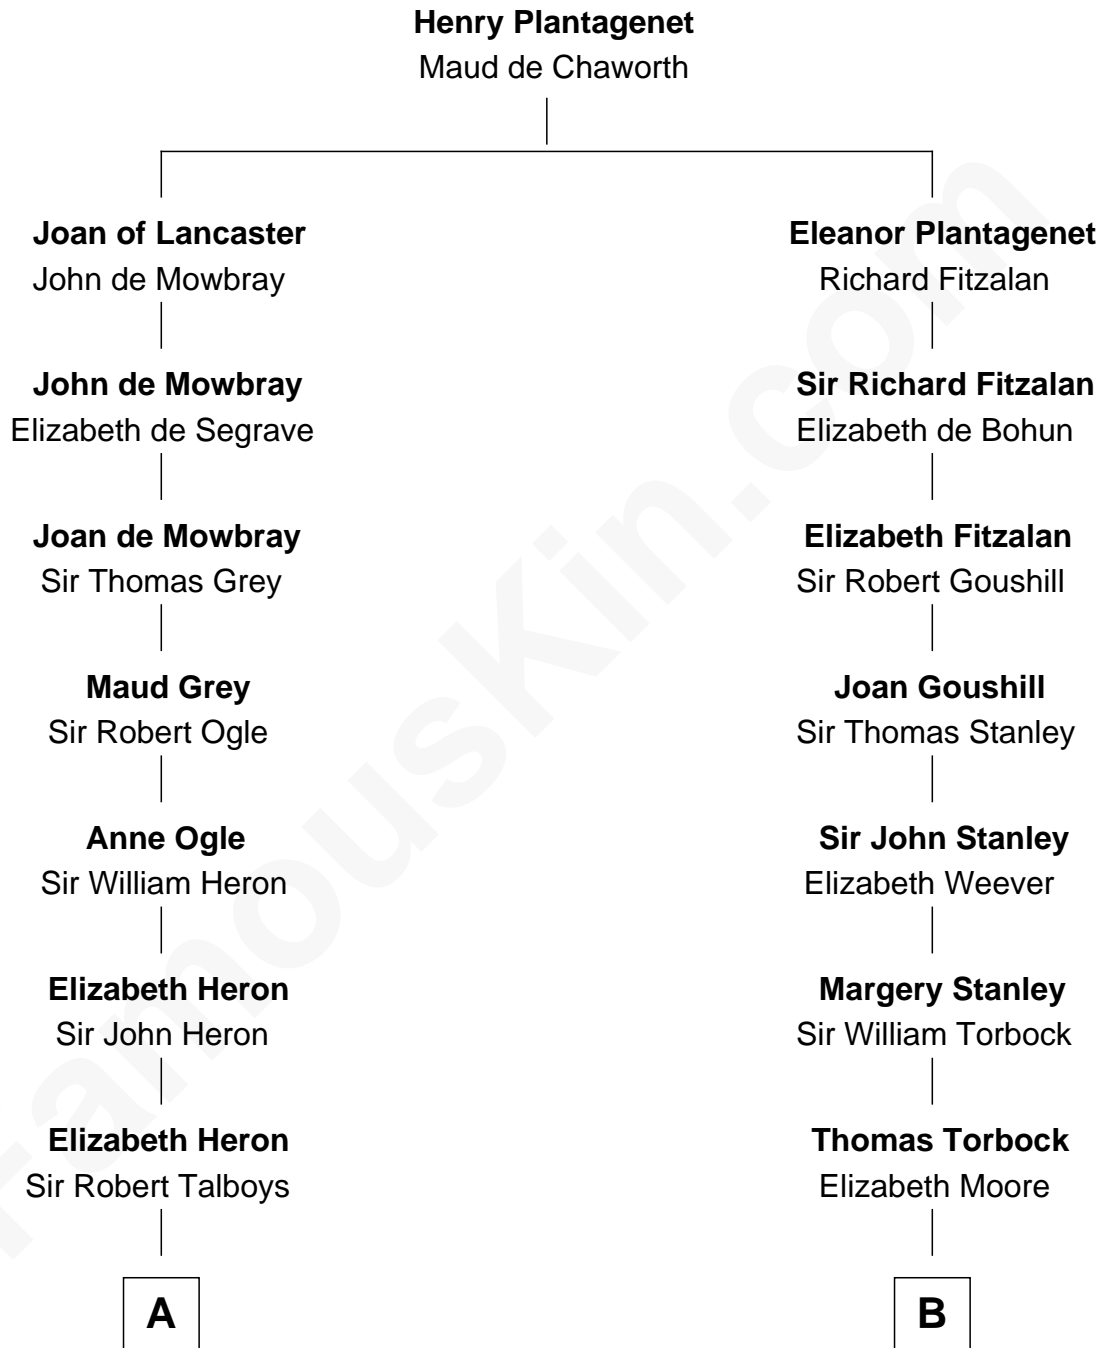 Henry Plantagenet
Maud de Chaworth
Joan of Lancaster
John de Mowbray
Eleanor Plantagenet
Richard Fitzalan
John de Mowbray
Elizabeth de Segrave
Sir Richard Fitzalan
Elizabeth de Bohun
Joan de Mowbray
Sir Thomas Grey
Elizabeth Fitzalan
Sir Robert Goushill
Maud Grey
Sir Robert Ogle
Joan Goushill
Sir Thomas Stanley
Anne Ogle
Sir William Heron
Sir John Stanley
Elizabeth Weever
Elizabeth Heron
Sir John Heron
Margery Stanley
Sir William Torbock
Elizabeth Heron
Sir Robert Talboys
Thomas Torbock
Elizabeth Moore
A
B
FamousKin.com